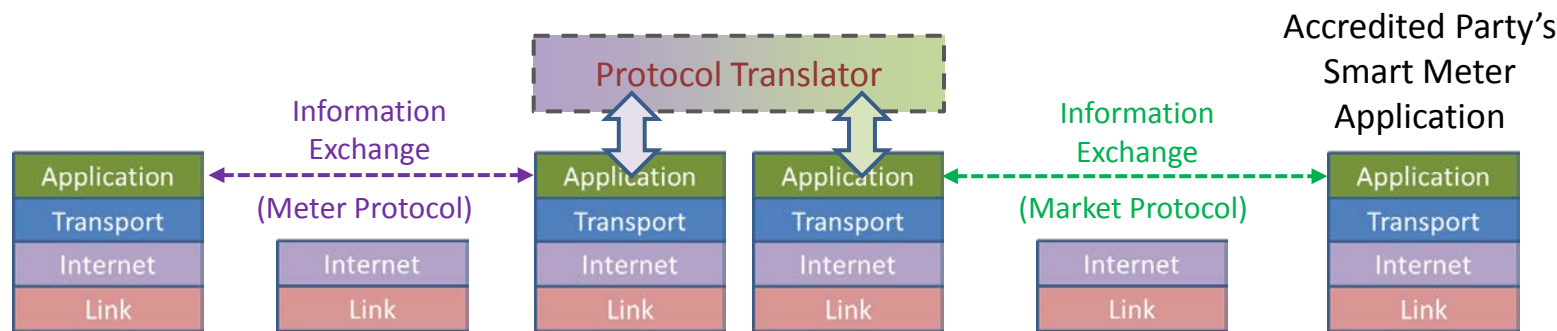 Protocol Translator
Accredited Party's
Smart Meter
Application
Information
Exchange
(Meter Protocol)
Information
Exchange
(Market Protocol)
Application
Transport
Internet
Link
Internet
Link
Application
Transport
Internet
Link
Application
Transport
Internet
Link
Internet
Link
Application
Transport
Internet
Link